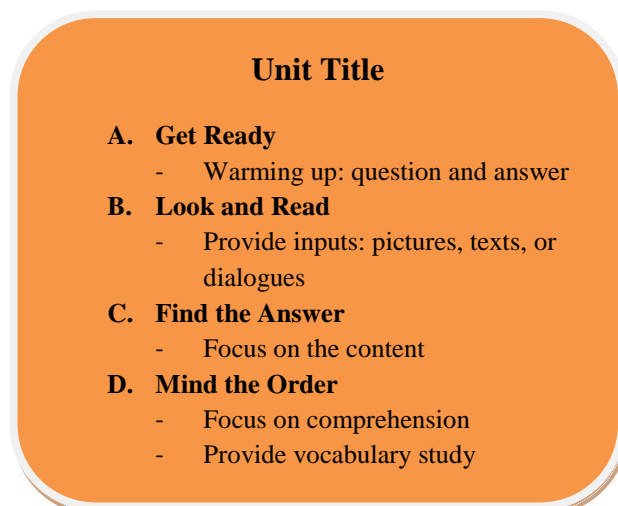 Unit Title
A. Get Ready
- Warming up: question and answer
B. Look and Read
- Provide inputs: pictures, texts, or
dialogues
C. Find the Answer
- Focus on the content
D. Mind the Order
- Focus on comprehension
- Provide vocabulary study